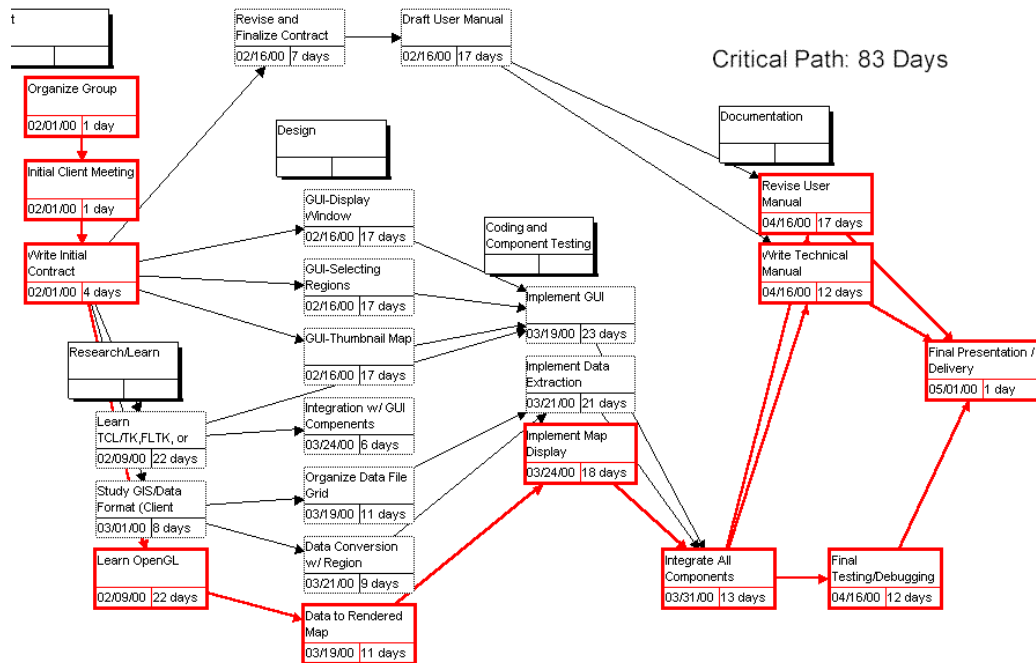 t
Organize Group
02/01/00 1 day
Initial Client Meeting
02/01/00 1 day
Write Initial
Contract
02/01/00 4 days
Revise and
Finalize Contract
02/16/00 7 days
Draft User Manual
02/16/00 17 days
Critical Path: 83 Days
Design
GUI-Display
Window
02/16/00 17 days
GUI-Selecting
Regions
02/16/00 17 days
GUI-Thumbnail Map
02/16/00 17 days
Integration w/ GUI
Compenents
03/24/00 6 days
Organize Data File
Grid
03/19/00 11 days
Data Conversion
w/ Region
03/21/00 9 days
Data to Rendered
Map
03/19/00 11 days
Research/Learn
Learn
TCL/TK,FLTK, or
02/09/00 22 days
Study GIS/Data
Format (Client
03/01/00 8 days
Learn OpenGL
02/09/00 22 days
Coding and
Component Testing
Implement GUI
03/19/00 23 days
Implement Data
Extraction
03/21/00 21 days
Implement Map
Display
03/24/00 18 days
Integrate All
Components
03/31/00 13 days
Documentation
Revise User
Manual
04/16/00 17 days
Write Technical
Manual
04/16/00 12 days
Final
Testing/Debugging
04/16/00 12 days
Final Presentation /
Delivery
05/01/00 1 day